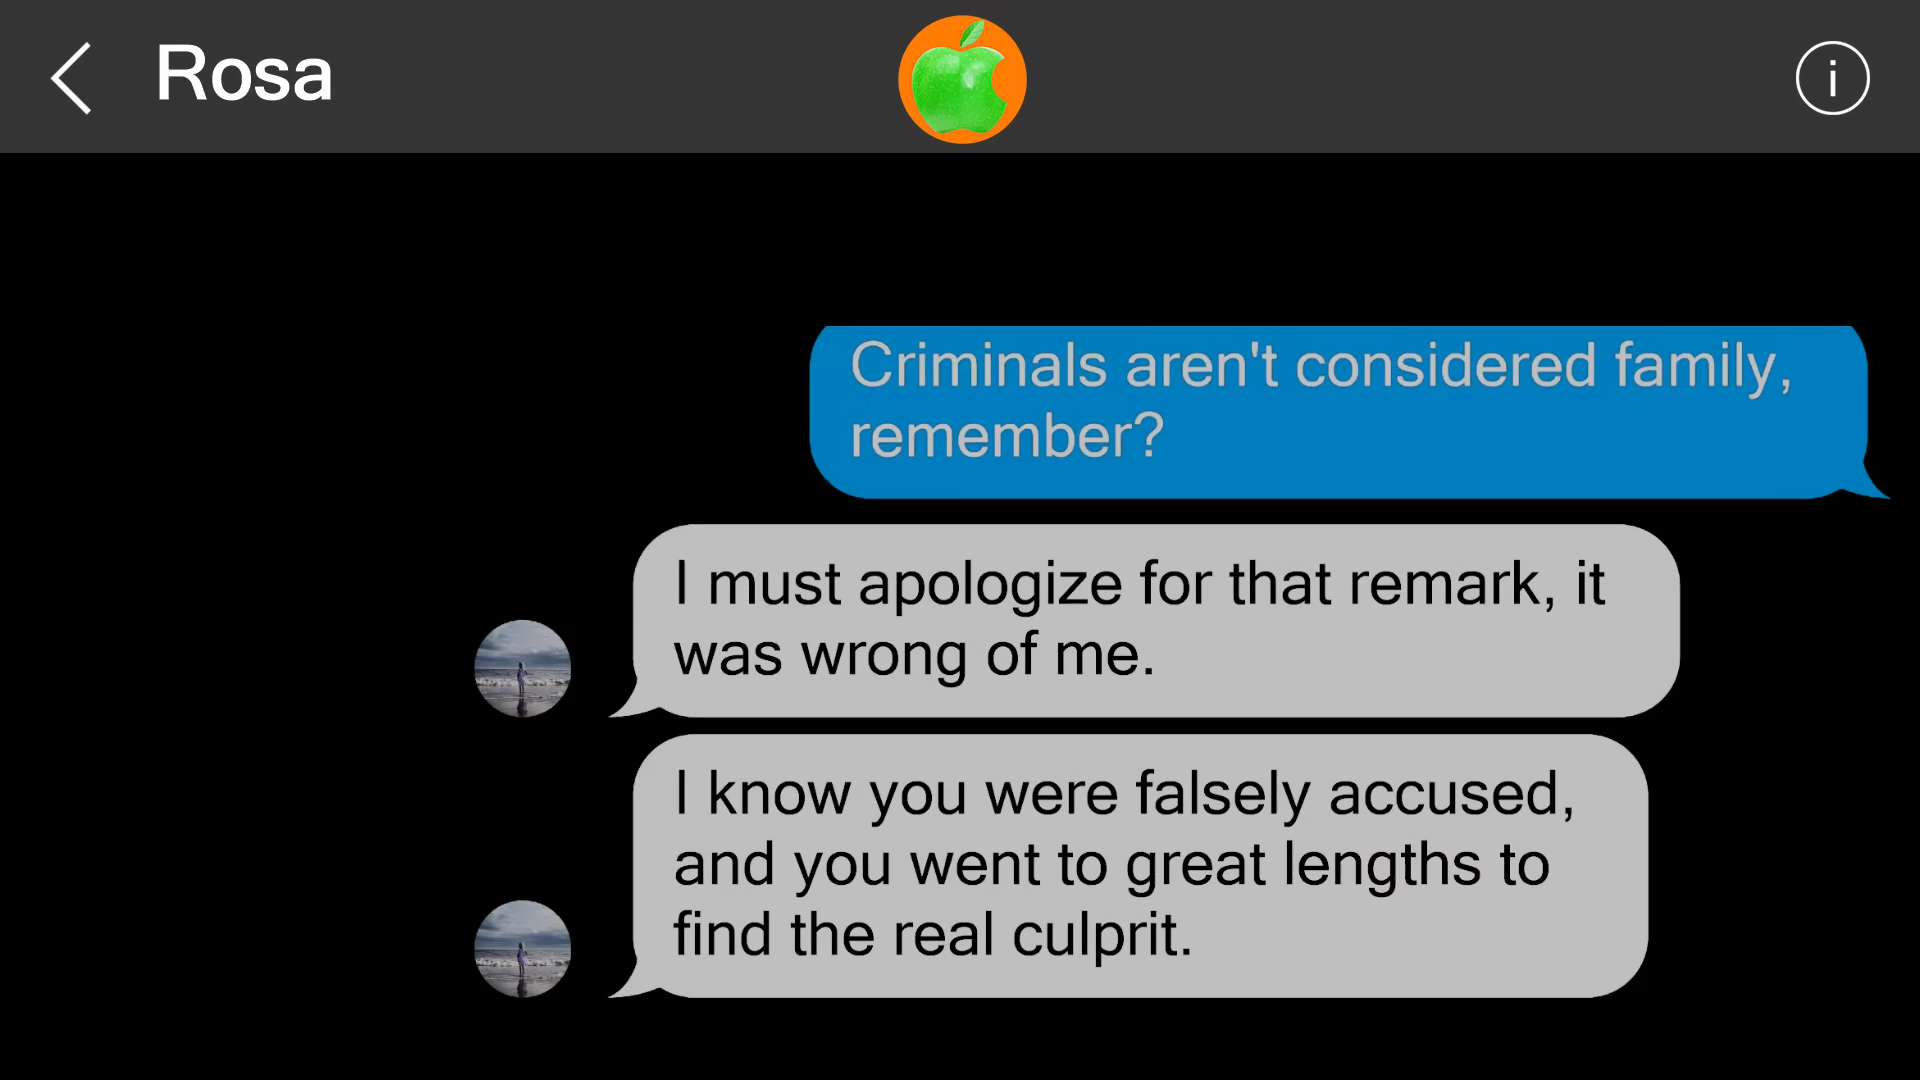 Rosa
i
Criminals aren't considered family,
remember?
I must apologize for that remark, it
was wrong of me.
I know you were falsely accused,
and you went to great lengths to
find the real culprit.